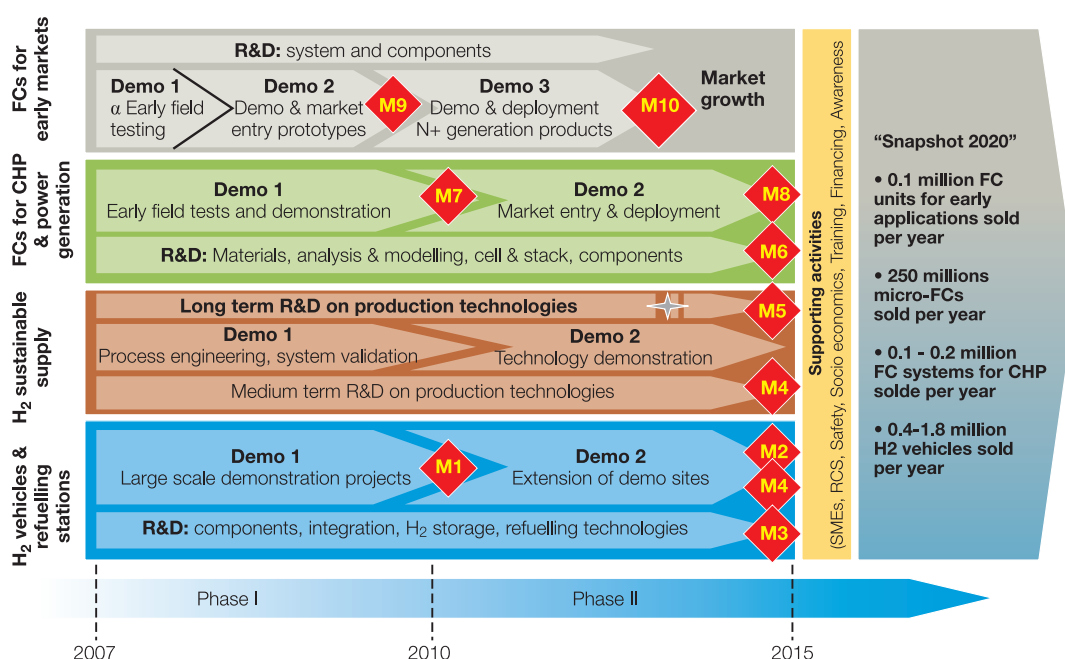 FCs for
early markets
R&D: system and components
Demo 1
α Early field
testing
Demo 2
Demo & market
entry prototypes
M9
Demo 3
Demo & deployment
N+ generation products
M10
Market
growth
FCs for CHP
& power
generation
Demo 1
Early field tests and demonstration
M7
Demo 2
Market entry & deployment
M8
R&D: Materials, analysis & modelling, cell & stack, components
M6
H₂ sustainable
supply
Long term R&D on production technologies
M5
Demo 1
Process engineering, system validation
Demo 2
Technology demonstration
Medium term R&D on production technologies
M4
H₂ vehicles &
refuelling
stations
Demo 1
Large scale demonstration projects
M1
Demo 2
Extension of demo sites
M2
M4
R&D: components, integration, H₂ storage, refuelling technologies
M3
Supporting activities
(SMEs, RCS, Safety, Socio economics, Training, Financing, Awareness
“Snapshot 2020”
• 0.1 million FC
units for early
applications sold
per year
• 250 millions
micro-FCs
sold per year
• 0.1 - 0.2 million
FC systems for CHP
solde per year
• 0.4-1.8 million
H2 vehicles sold
per year
Phase I
Phase II
2007
2010
2015